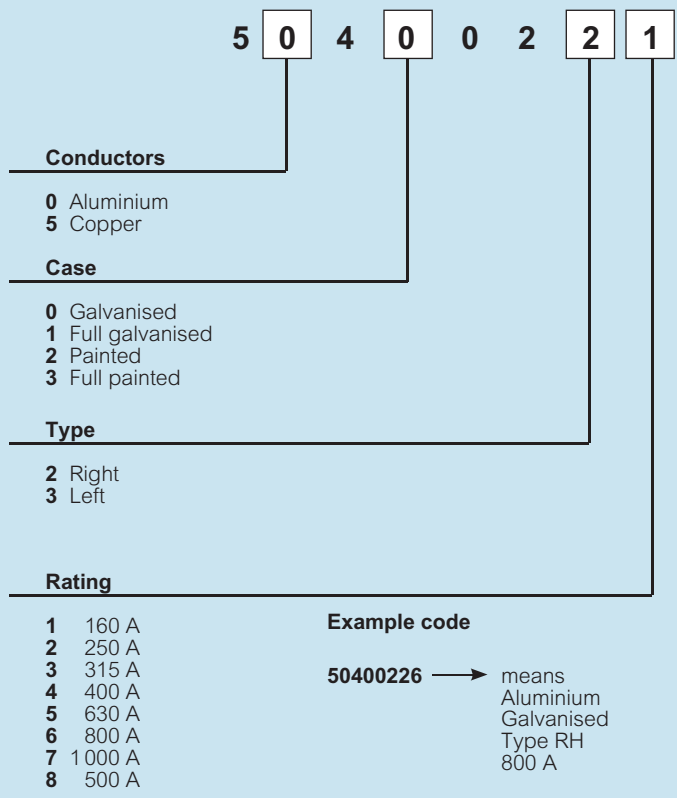 5 0 4 0 0 2 2 1
Conductors
0 Aluminium
5 Copper
Case
0 Galvanised
1 Full galvanised
2 Painted
3 Full painted
Type
2 Right
3 Left
Rating
1 160 A
2 250 A
3 315 A
4 400 A
5 630 A
6 800 A
7 1 000 A
8 500 A
Example code
50400226 means
Aluminium
Galvanised
Type RH
800 A